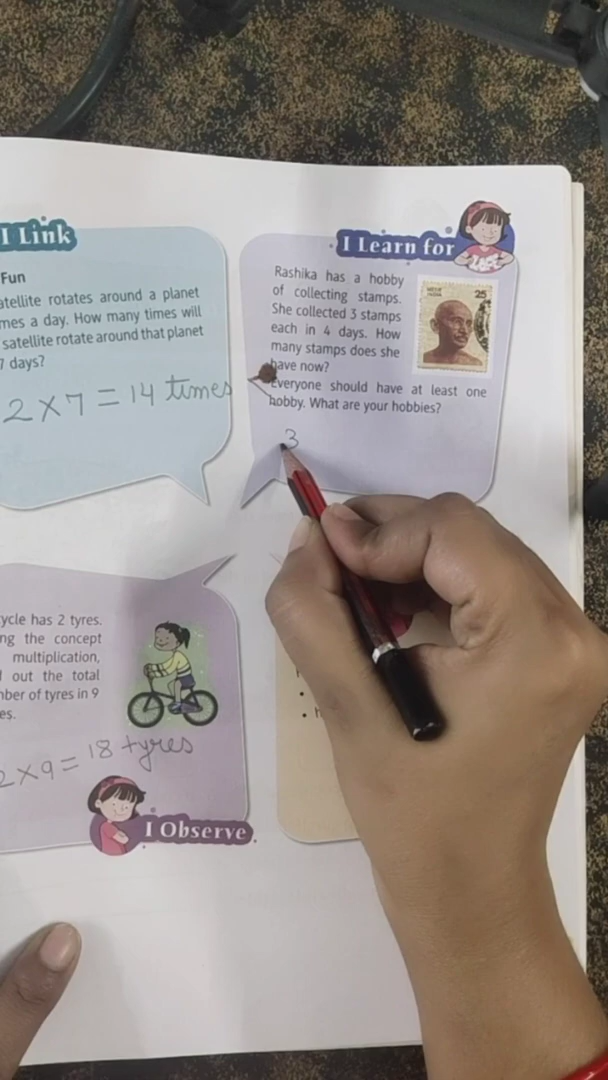 I Link
Fun
atellite rotates around a planet
mes a day. How many times will
satellite rotate around that planet
7 days?
2 × 7 = 14 times
I Learn for
Rashika has a hobby
of collecting stamps.
She collected 3 stamps
each in 4 days. How
many stamps does she
have now?
Everyone should have at least one
hobby. What are your hobbies?
25
INDIA
3
ycle has 2 tyres.
ng the concept
multiplication,
out the total
ber of tyres in 9
es.
2 × 9 = 18 tyres
I Observe